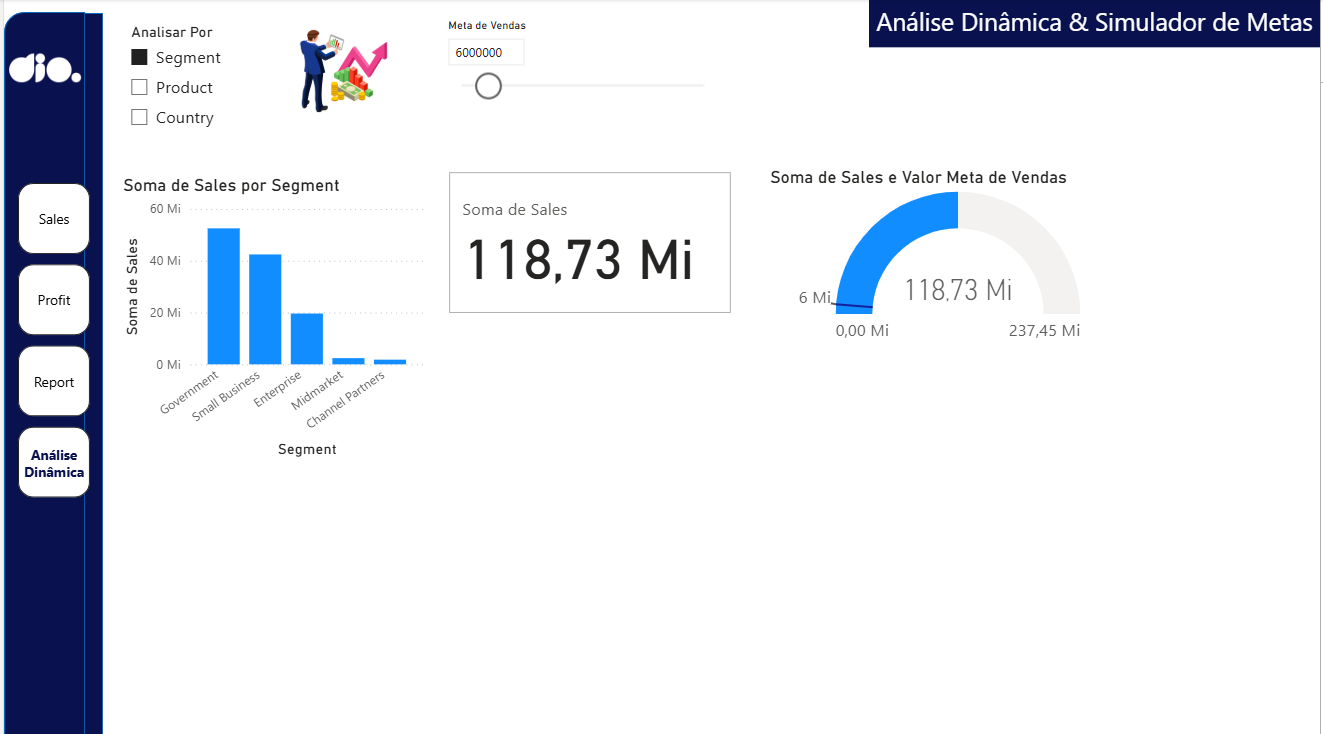 Análise Dinâmica & Simulador de Metas
dio.
Analisar Por
Segment
Product
Country
Meta de Vendas
6000000
Sales
Profit
Report
Análise
Dinâmica
Soma de Sales por Segment
Soma de Sales
60 Mi
40 Mi
20 Mi
0 Mi
Government
Small Business
Enterprise
Midmarket
Channel Partners
Segment
Soma de Sales
118,73 Mi
Soma de Sales e Valor Meta de Vendas
6 Mi
118,73 Mi
0,00 Mi
237,45 Mi